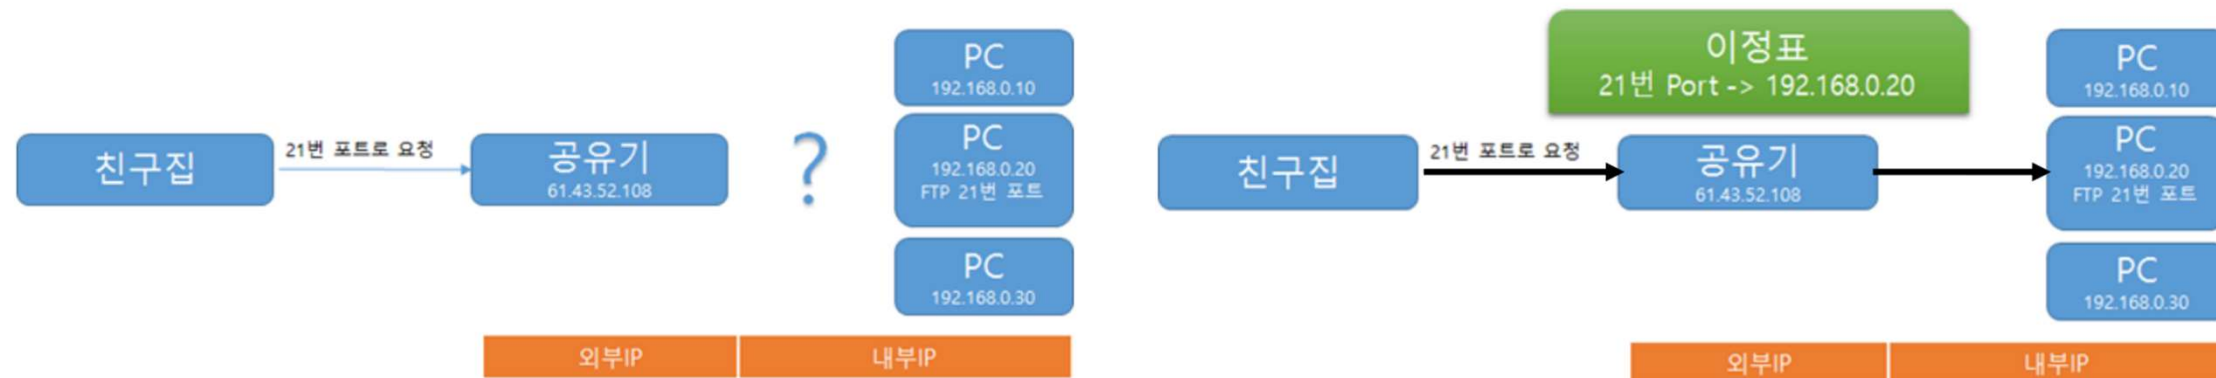 친구집
21번 포트로 요청
공유기
61.43.52.108
?
PC
192.168.0.10
PC
192.168.0.20
FTP 21번 포트
PC
192.168.0.30
외부IP
내부IP
이정표
21번 Port -> 192.168.0.20
친구집
21번 포트로 요청
공유기
61.43.52.108
PC
192.168.0.10
PC
192.168.0.20
FTP 21번 포트
PC
192.168.0.30
외부IP
내부IP